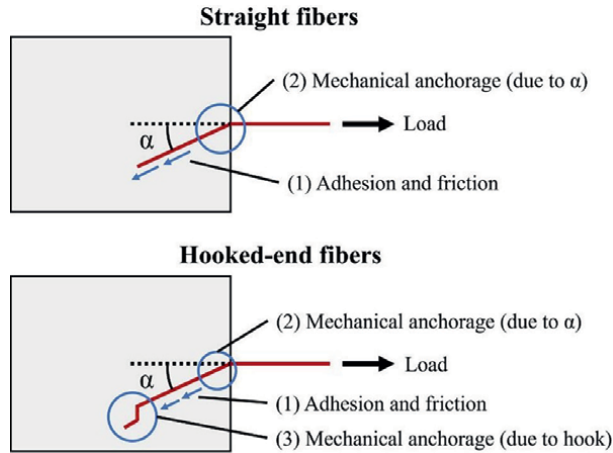 Straight fibers
(2) Mechanical anchorage (due to α)
α
Load
(1) Adhesion and friction
Hooked-end fibers
(2) Mechanical anchorage (due to α)
α
Load
(1) Adhesion and friction
(3) Mechanical anchorage (due to hook)